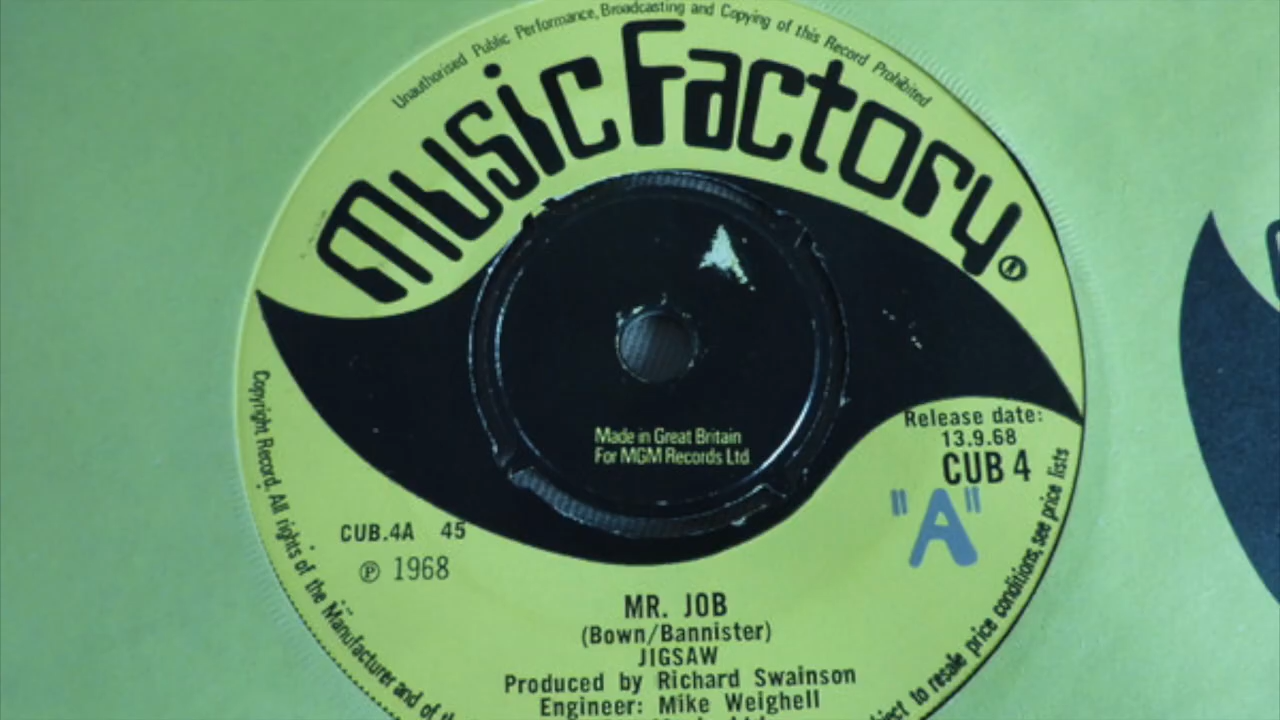 Unauthorised Public Performance, Broadcasting and Copying of this Record Prohibited
Music Factory
Made in Great Britain
For MGM Records Ltd
Release date:
13.9.68
CUB 4
"A"
CUB.4A 45
℗ 1968
MR. JOB
(Bown/Bannister)
JIGSAW
Produced by Richard Swainson
Engineer: Mike Weighell
Copyright Record. All rights of the Manufacturer and of
to resale price conditions, see price lists